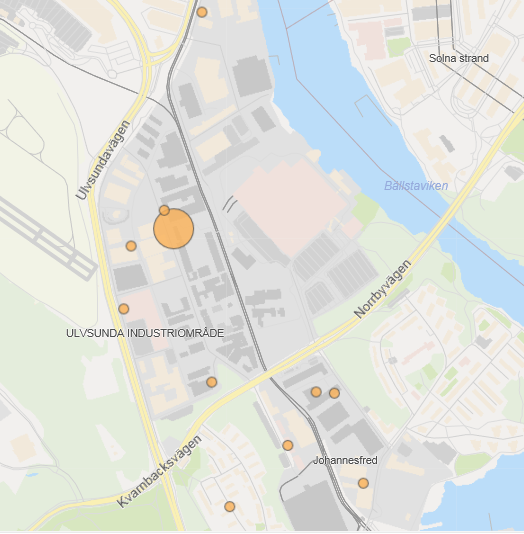 Solna strand
Ulvsundavägen
Bällstaviken
Norrbyvägen
ULVSUNDA INDUSTRIOMRÅDE
Kvarnbacksvägen
Johannesfred